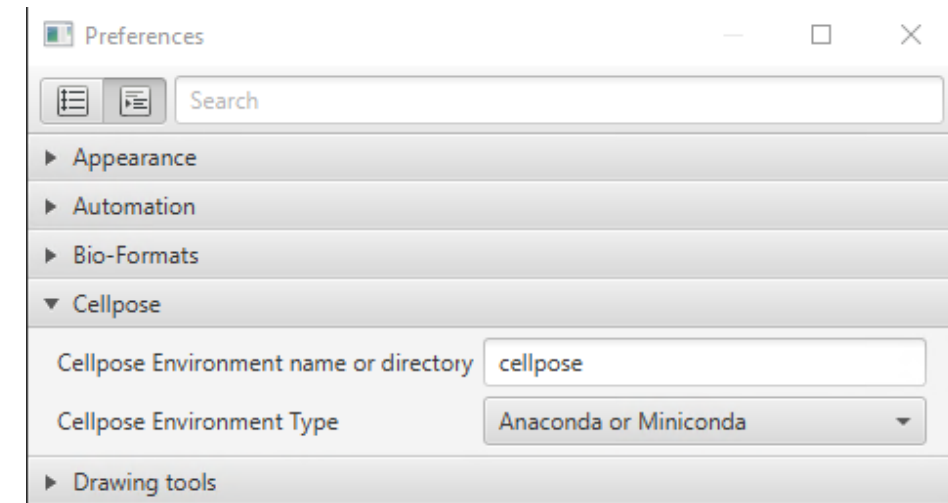 Preferences
Search
Appearance
Automation
Bio-Formats
Cellpose
Cellpose Environment name or directory cellpose
Cellpose Environment Type Anaconda or Miniconda
Drawing tools